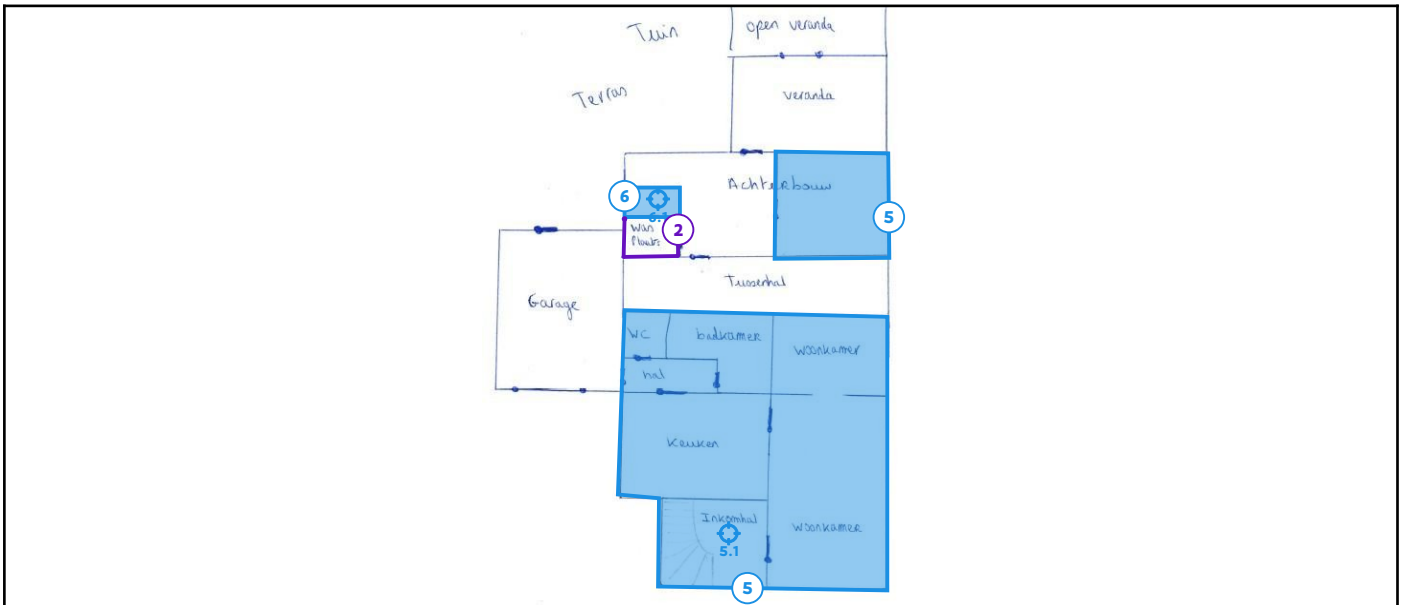 Tuin
open veranda
Terras
veranda
Achterbouw
6
6.1
5
Was
Plaats
2
Tussenhal
Garage
WC
badkamer
woonkamer
hal
Keuken
Inkomhal
5.1
woonkamer
5